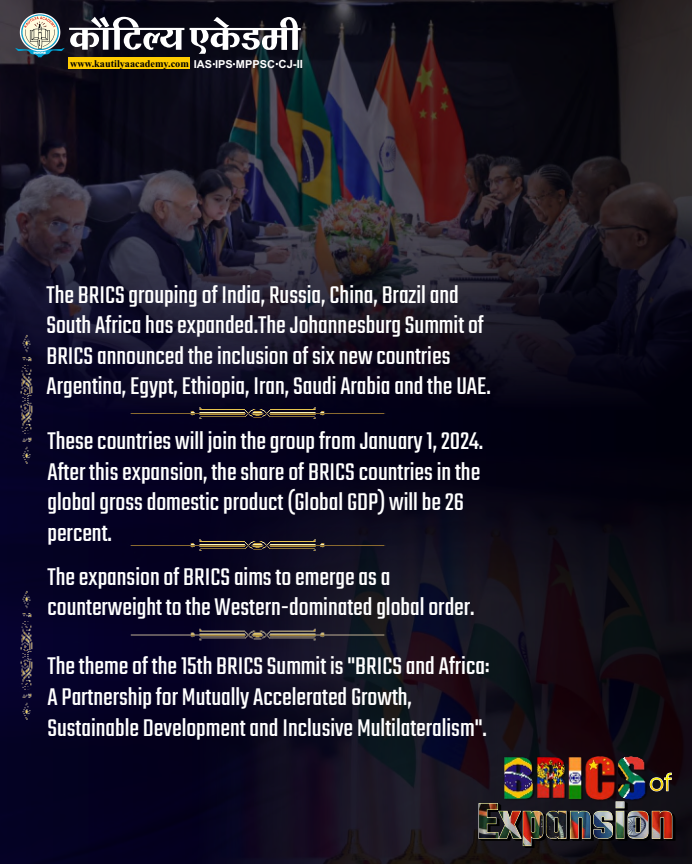 कौटिल्य एकेडमी
www.kautilyaacademy.com IAS•IPS•MPPSC•CJ-II
The BRICS grouping of India, Russia, China, Brazil and
South Africa has expanded.The Johannesburg Summit of
BRICS announced the inclusion of six new countries
Argentina, Egypt, Ethiopia, Iran, Saudi Arabia and the UAE.
These countries will join the group from January 1, 2024.
After this expansion, the share of BRICS countries in the
global gross domestic product (Global GDP) will be 26
percent.
The expansion of BRICS aims to emerge as a
counterweight to the Western-dominated global order.
The theme of the 15th BRICS Summit is "BRICS and Africa:
A Partnership for Mutually Accelerated Growth,
Sustainable Development and Inclusive Multilateralism".
BRICS of
Expansion